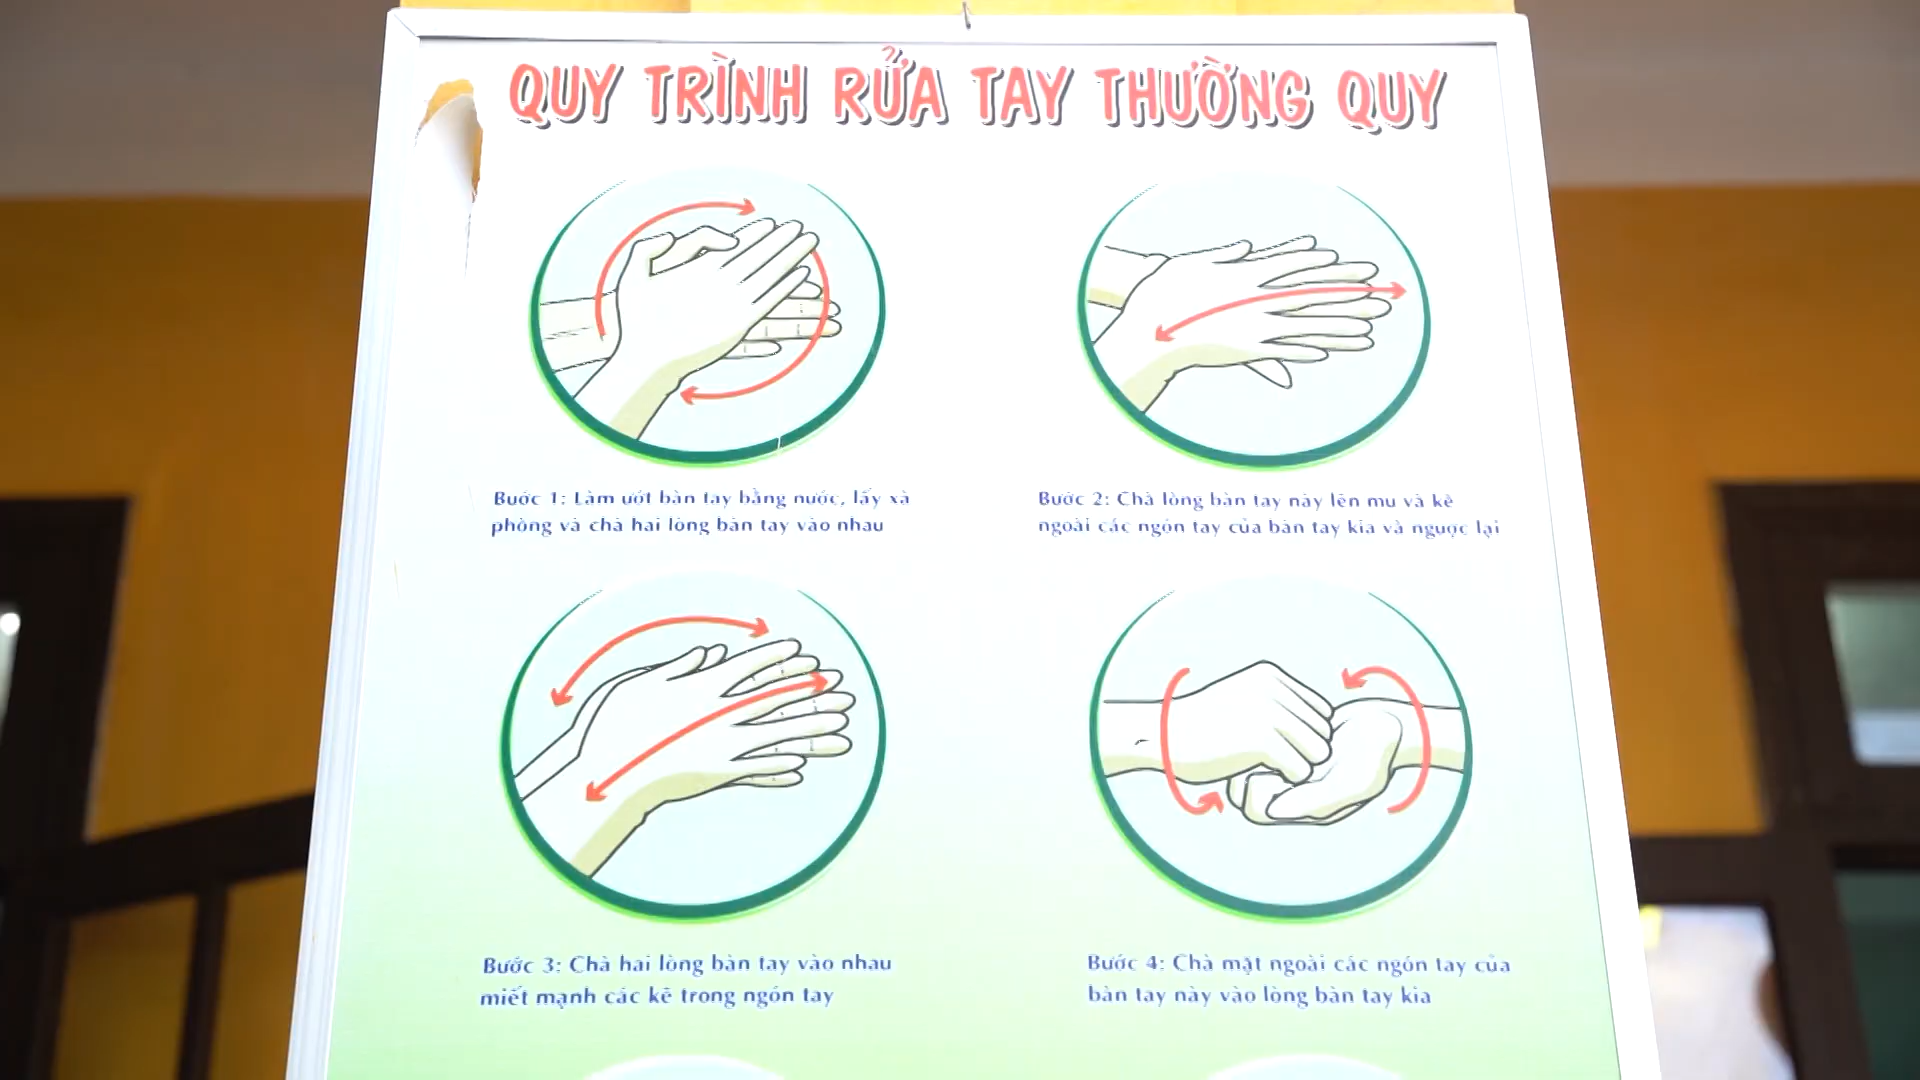 QUY TRÌNH RỬA TAY THƯỜNG QUY
Bước 1: Làm ướt bàn tay bằng nước, lấy xà
phòng và chà hai lòng bàn tay vào nhau
Bước 2: Chà lòng bàn tay này lên mu và kẽ
ngoài các ngón tay của bàn tay kia và ngược lại
Bước 3: Chà hai lòng bàn tay vào nhau
miết mạnh các kẽ trong ngón tay
Bước 4: Chà mặt ngoài các ngón tay của
bàn tay này vào lòng bàn tay kia